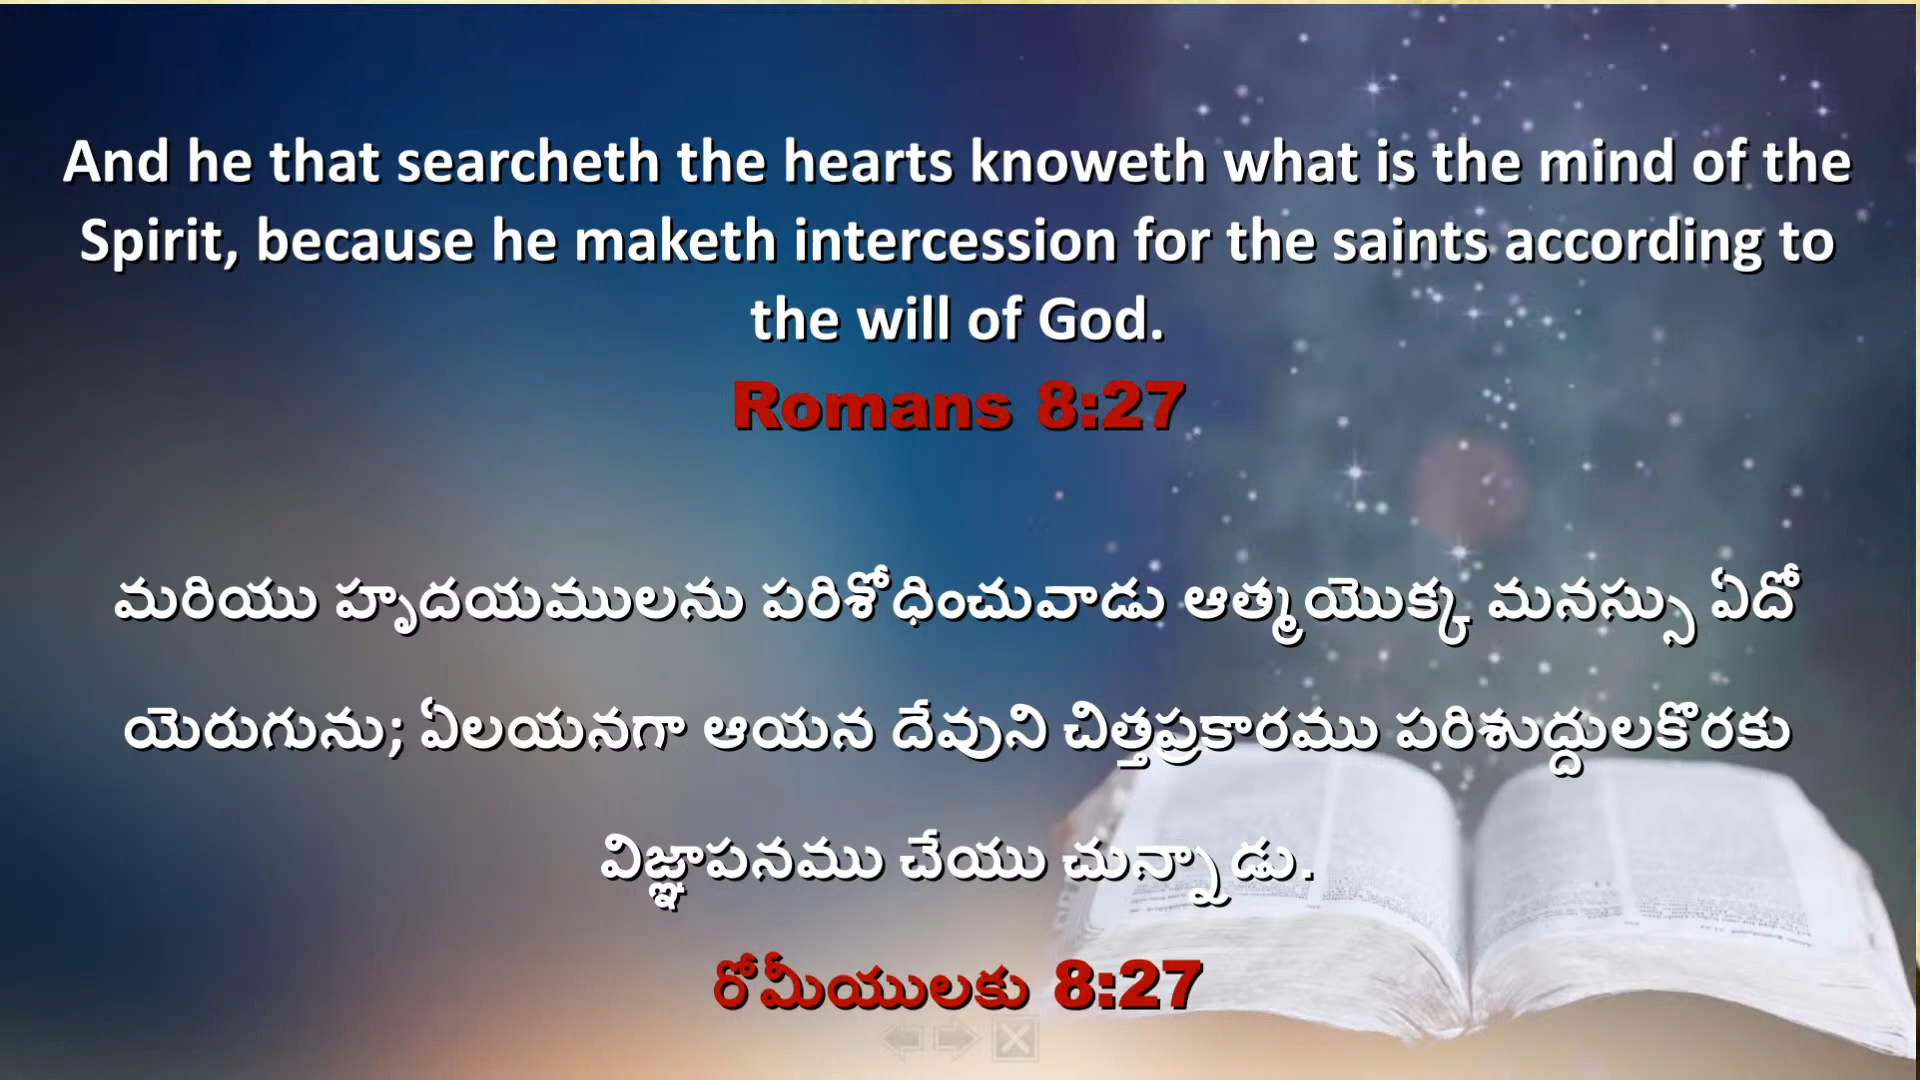 And he that searcheth the hearts knoweth what is the mind of the
Spirit, because he maketh intercession for the saints according to
the will of God.
Romans 8:27
మరియు హృదయములను పరిశోధించువాడు ఆత్మయొక్క మనస్సు ఏదో
యెరుగును; ఏలయనగా ఆయన దేవుని చిత్తప్రకారము పరిశుద్దులకొరకు
విజ్ఞాపనము చేయు చున్నాడు.
రోమీయులకు 8:27